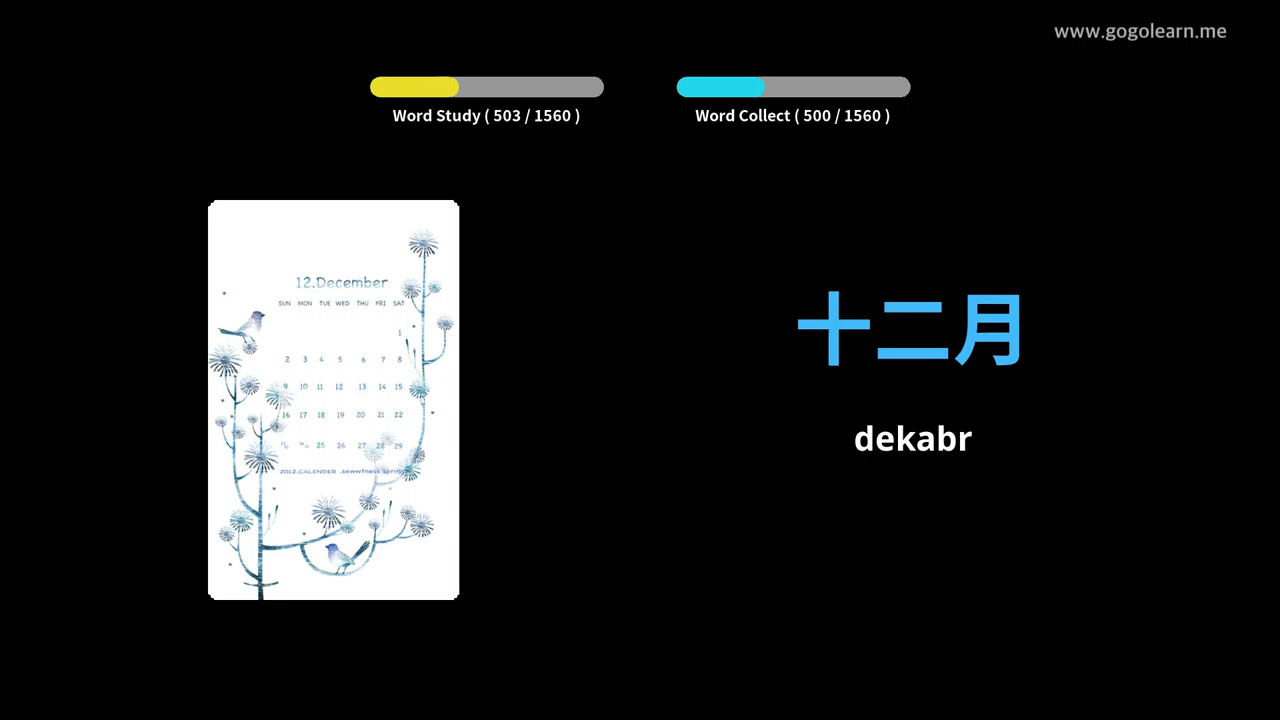 www.gogolearn.me
Word Study ( 503 / 1560 )
Word Collect ( 500 / 1560 )
12.December
SUN MON TUE WED THU FRI SAT
1
2 3 4 5 6 7 8
9 10 11 12 13 14 15
16 17 18 19 20 21 22
25 26 27 28 29
2012.CALENDER
十二月
dekabr